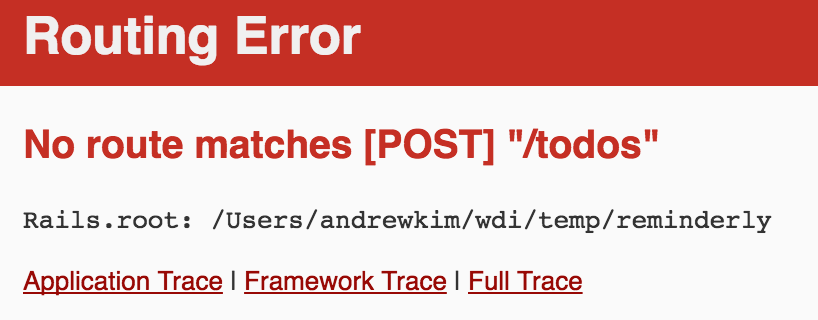 Routing Error
No route matches [POST] "/todos"
Rails.root: /Users/andrewkim/wdi/temp/reminderly
Application Trace | Framework Trace | Full Trace